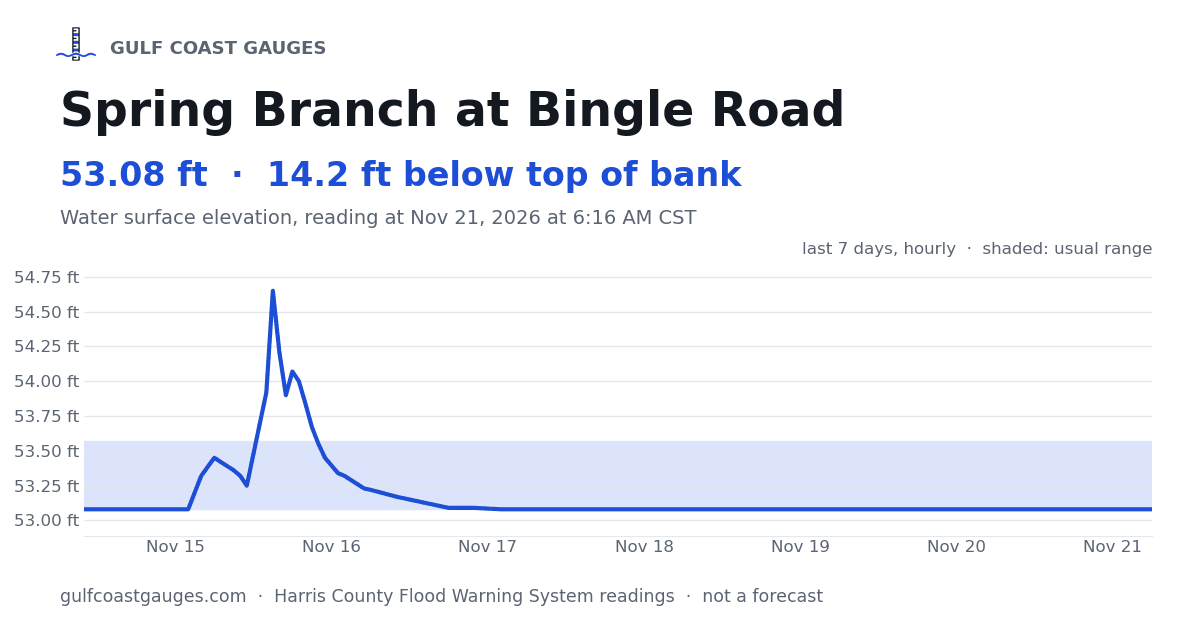 GULF COAST GAUGES
Spring Branch at Bingle Road
53.08 ft · 14.2 ft below top of bank
Water surface elevation, reading at Nov 21, 2026 at 6:16 AM CST
last 7 days, hourly · shaded: usual range
54.75 ft
54.50 ft
54.25 ft
54.00 ft
53.75 ft
53.50 ft
53.25 ft
53.00 ft
Nov 15 Nov 16 Nov 17 Nov 18 Nov 19 Nov 20 Nov 21
gulfcoastgauges.com · Harris County Flood Warning System readings · not a forecast